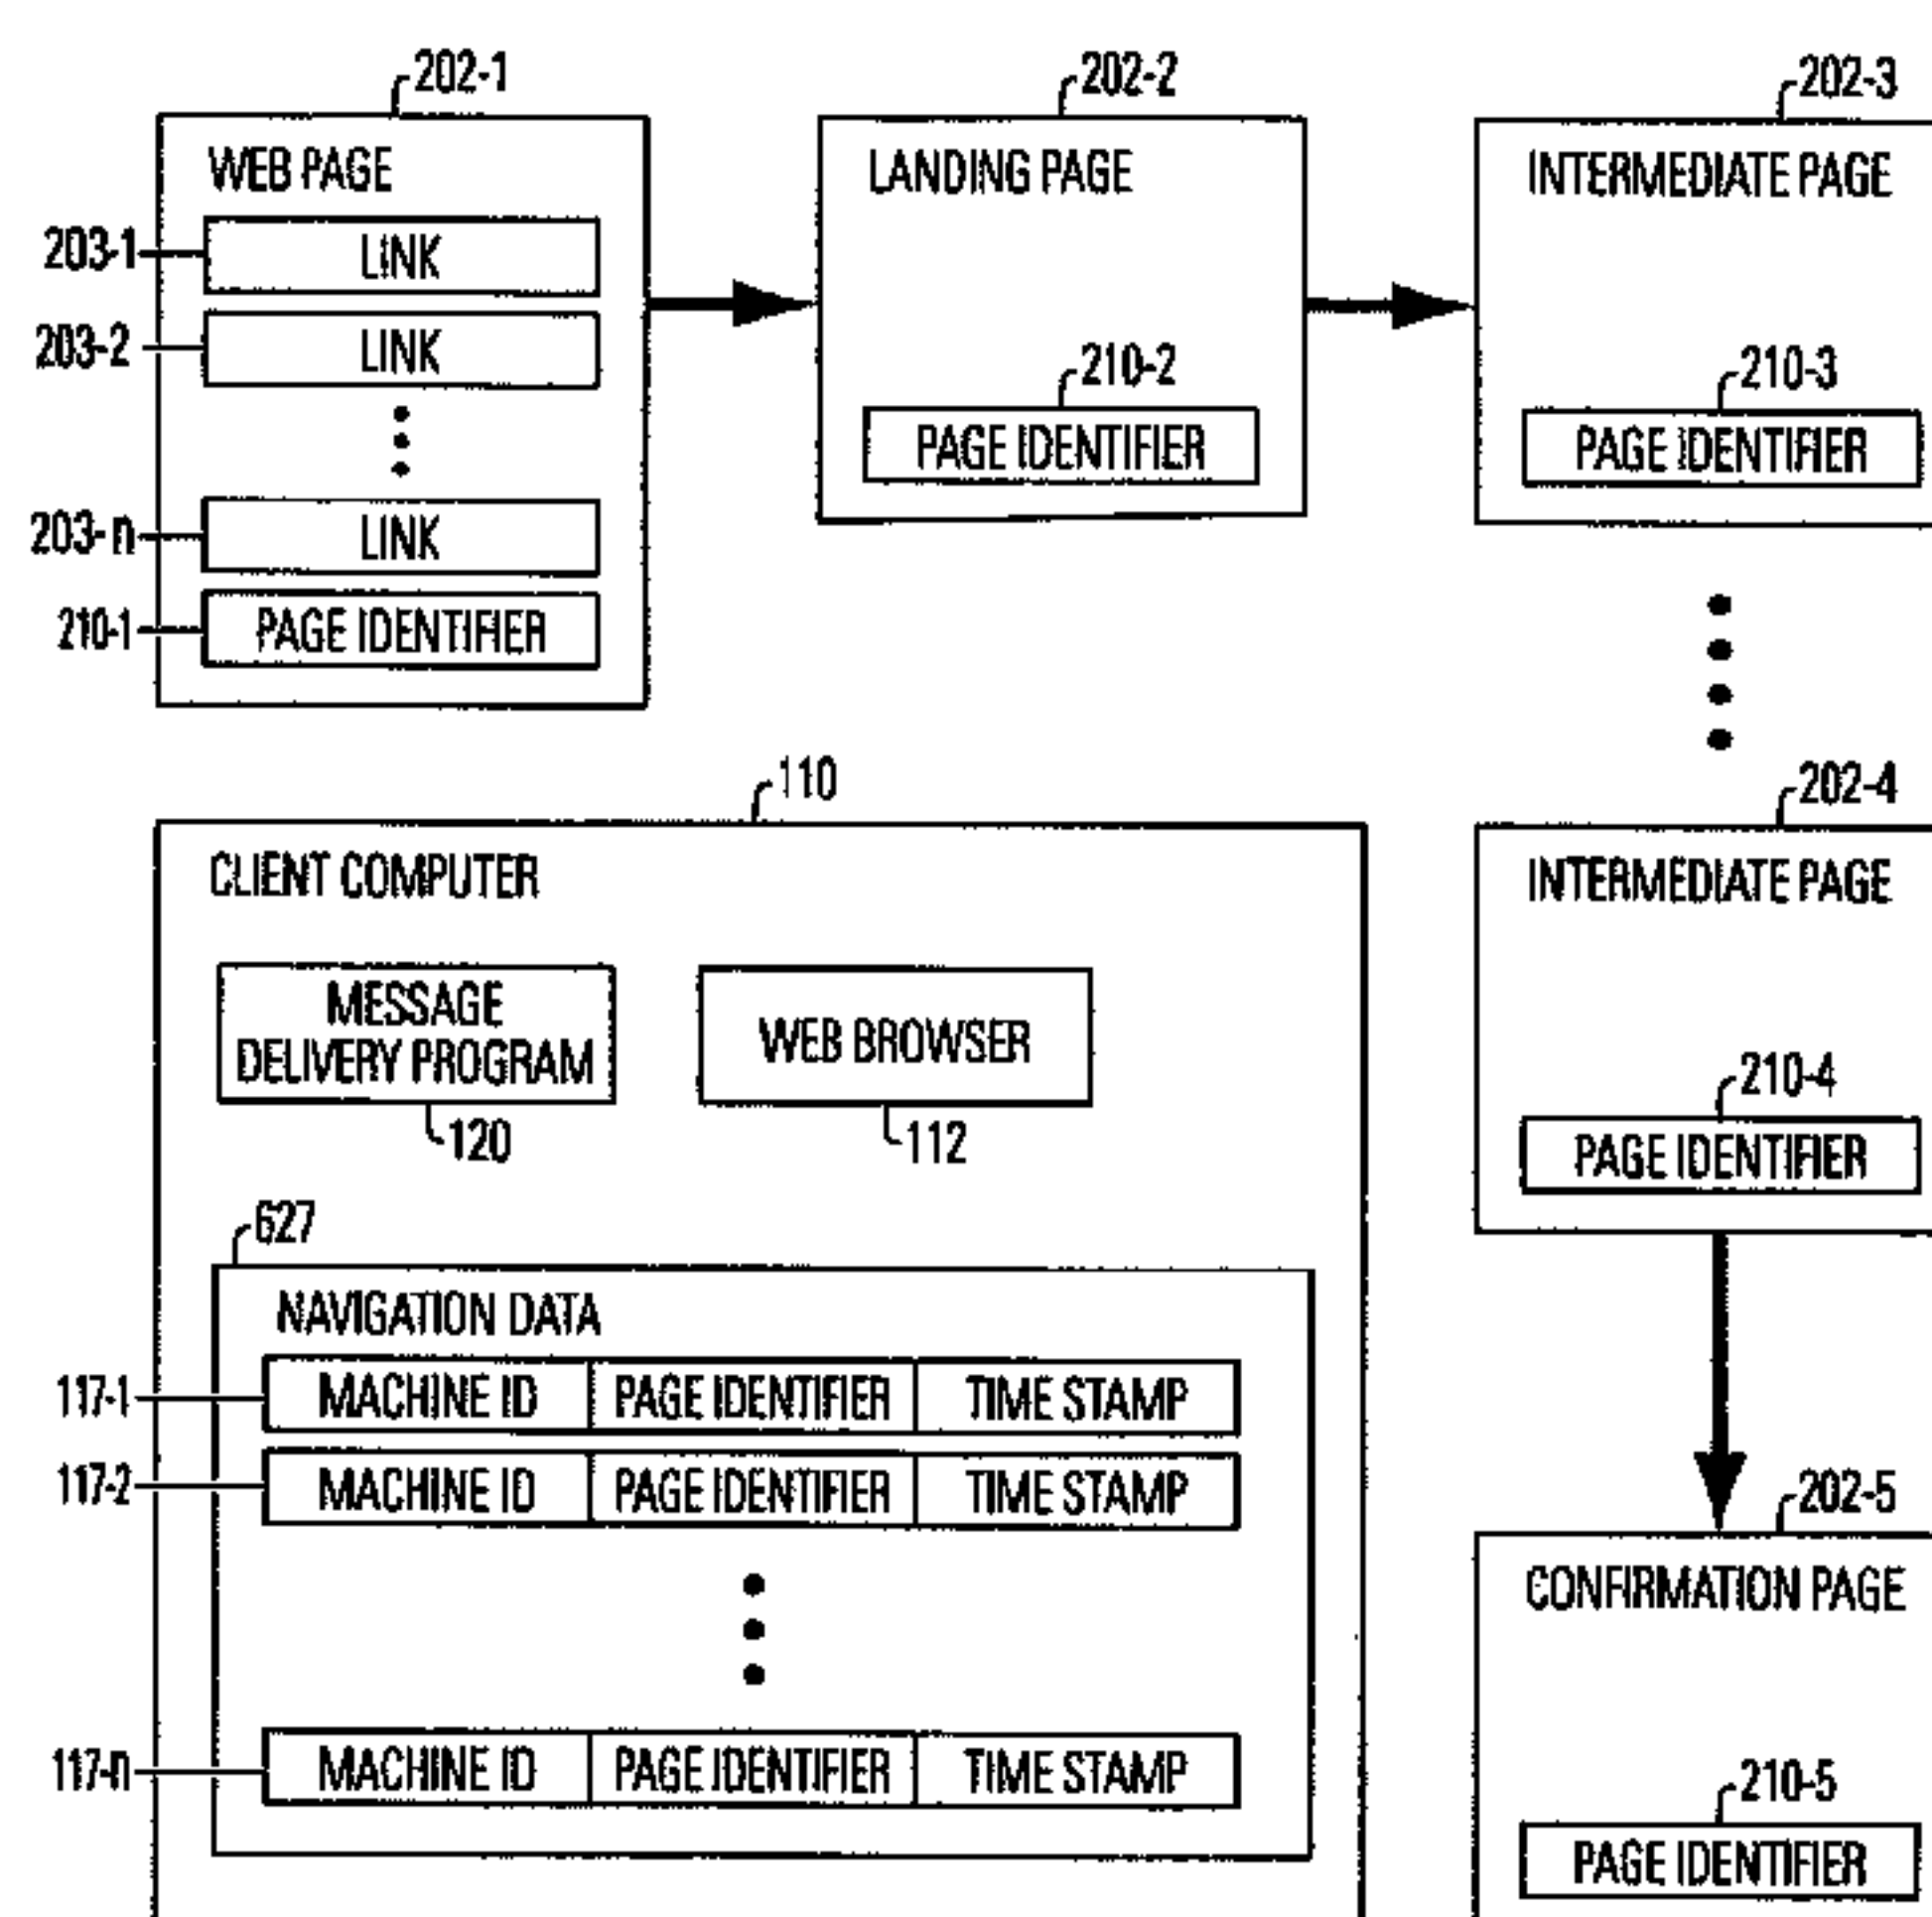 202-1
WEB PAGE
203-1
LINK
203-2
LINK
203-n
LINK
210-1
PAGE IDENTIFIER
202-2
LANDING PAGE
210-2
PAGE IDENTIFIER
202-3
INTERMEDIATE PAGE
210-3
PAGE IDENTIFIER
202-4
INTERMEDIATE PAGE
210-4
PAGE IDENTIFIER
202-5
CONFIRMATION PAGE
210-5
PAGE IDENTIFIER
110
CLIENT COMPUTER
MESSAGE
DELIVERY PROGRAM
120
WEB BROWSER
112
627
NAVIGATION DATA
117-1
MACHINE ID PAGE IDENTIFIER TIME STAMP
117-2
MACHINE ID PAGE IDENTIFIER TIME STAMP
117-n
MACHINE ID PAGE IDENTIFIER TIME STAMP